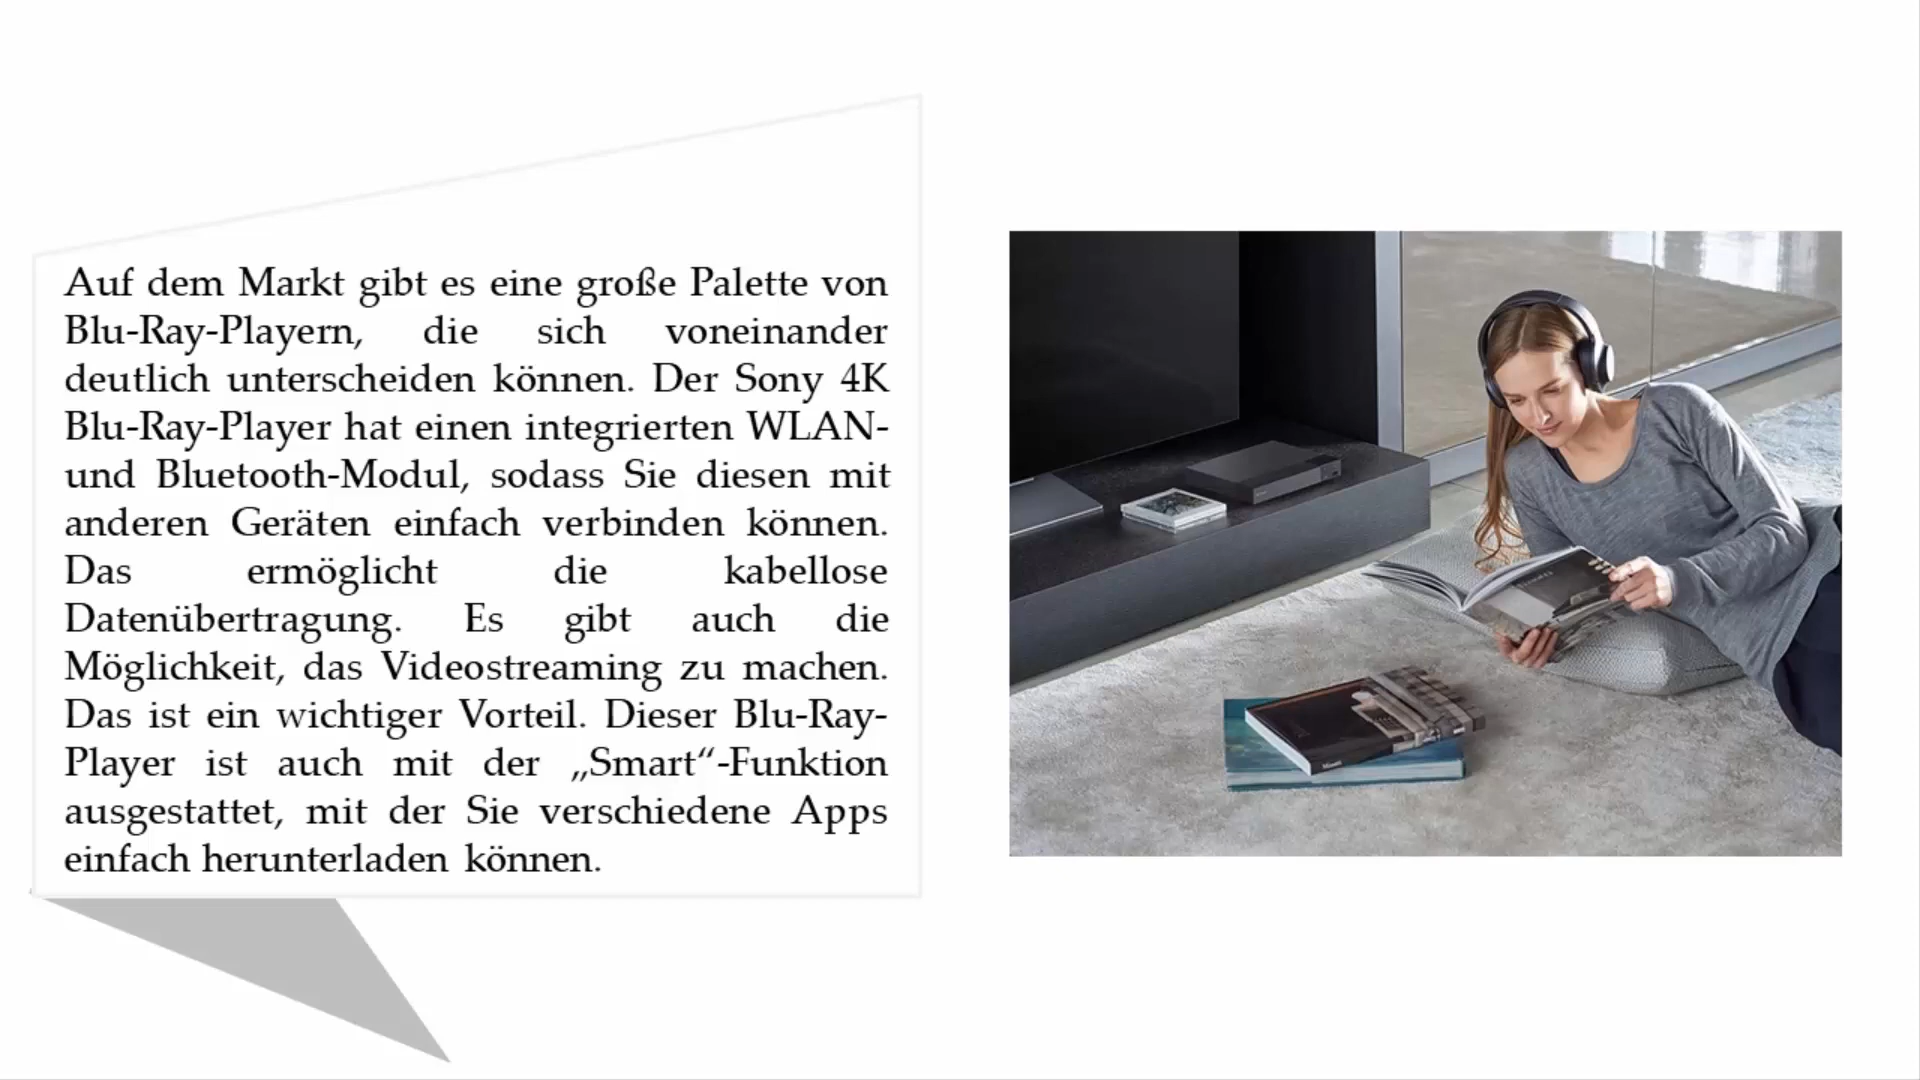 Auf dem Markt gibt es eine große Palette von
Blu-Ray-Playern, die sich voneinander
deutlich unterscheiden können. Der Sony 4K
Blu-Ray-Player hat einen integrierten WLAN-
und Bluetooth-Modul, sodass Sie diesen mit
anderen Geräten einfach verbinden können.
Das ermöglicht die kabellose
Datenübertragung. Es gibt auch die
Möglichkeit, das Videostreaming zu machen.
Das ist ein wichtiger Vorteil. Dieser Blu-Ray-
Player ist auch mit der „Smart“-Funktion
ausgestattet, mit der Sie verschiedene Apps
einfach herunterladen können.